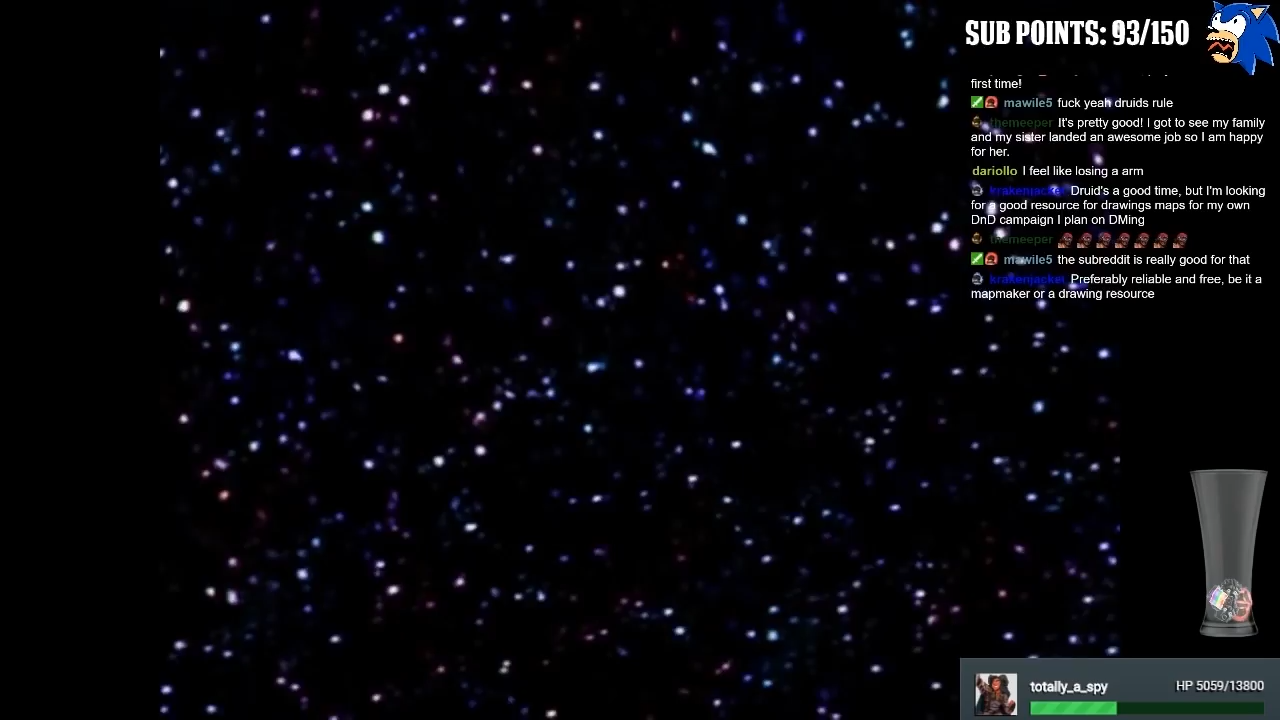 SUB POINTS: 93/150
first time!
mawile5 fuck yeah druids rule
themeeper It's pretty good! I got to see my family
and my sister landed an awesome job so I am happy
for her.
dariollo I feel like losing a arm
krakenjacker Druid's a good time, but I'm looking
for a good resource for drawings maps for my own
DnD campaign I plan on DMing
themeeper
mawile5 the subreddit is really good for that
krakenjacker Preferably reliable and free, be it a
mapmaker or a drawing resource
totally_a_spy HP 5059/13800